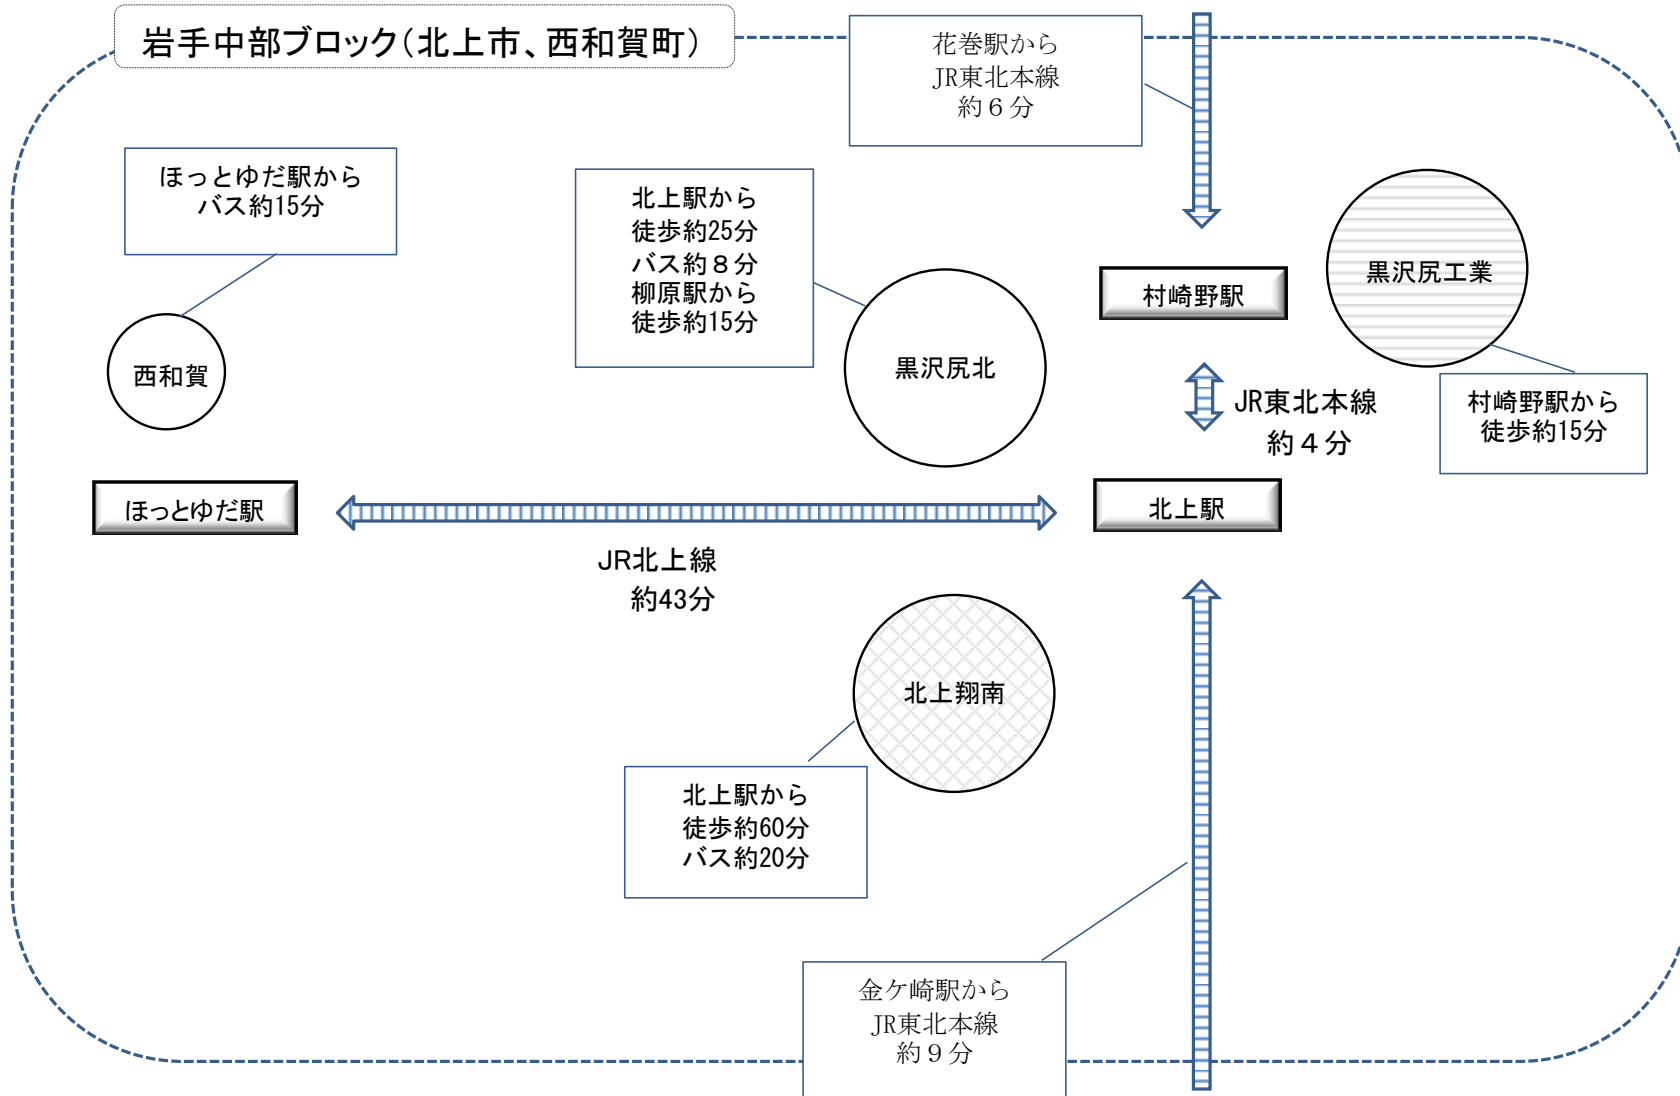 岩手中部ブロック（北上市、西和賀町）
花巻駅から
JR東北本線
約６分
ほっとゆだ駅から
バス約15分
北上駅から
徒歩約25分
バス約８分
柳原駅から
徒歩約15分
黒沢尻工業
村崎野駅
西和賀
黒沢尻北
JR東北本線
約４分
村崎野駅から
徒歩約15分
ほっとゆだ駅
北上駅
JR北上線
約43分
北上翔南
北上駅から
徒歩約60分
バス約20分
金ケ崎駅から
JR東北本線
約９分